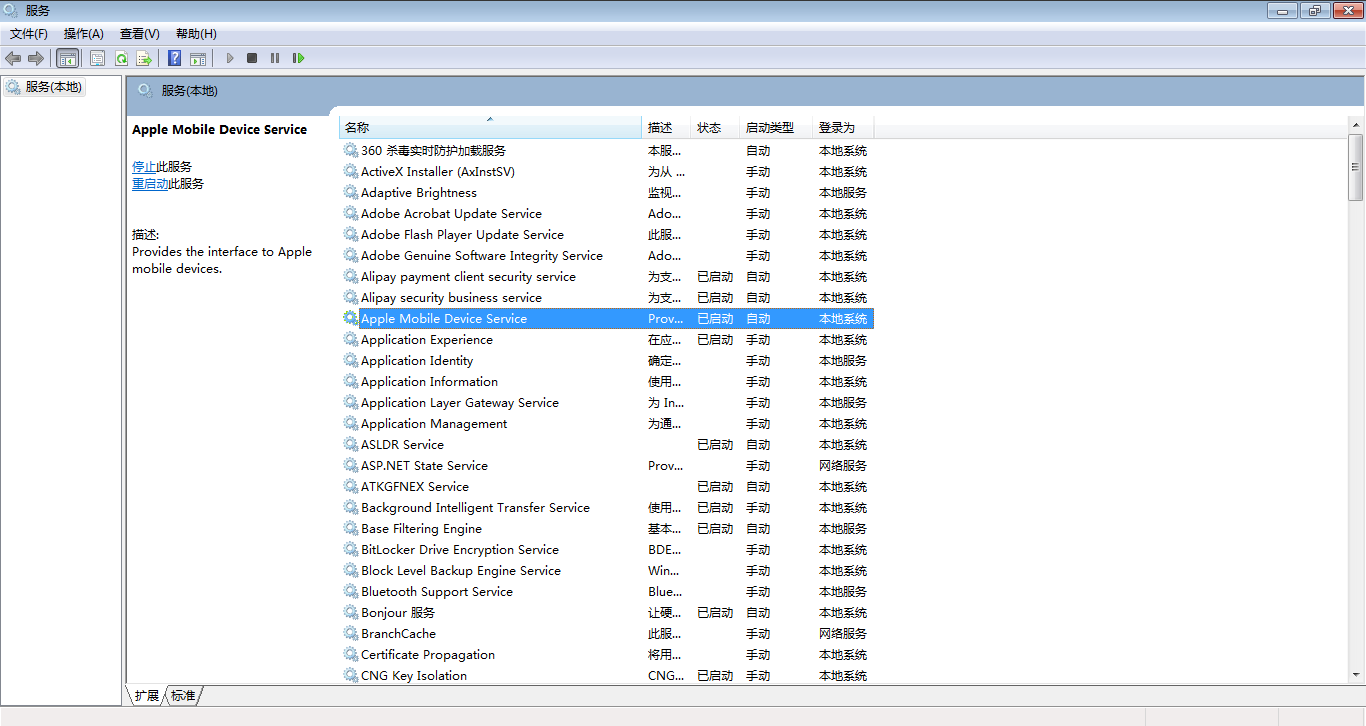 服务
文件(F) 操作(A) 查看(V) 帮助(H)
服务(本地)
服务(本地)
Apple Mobile Device Service
停止此服务
重启动此服务
描述:
Provides the interface to Apple
mobile devices.
名称 描述 状态 启动类型 登录为
360 杀毒实时防护加载服务 本服... 自动 本地系统
ActiveX Installer (AxInstSV) 为从 ... 手动 本地系统
Adaptive Brightness 监视... 手动 本地服务
Adobe Acrobat Update Service Ado... 手动 本地系统
Adobe Flash Player Update Service 此服... 手动 本地系统
Adobe Genuine Software Integrity Service Ado... 手动 本地系统
Alipay payment client security service 为支... 已启动 自动 本地系统
Alipay security business service 为支... 已启动 自动 本地系统
Apple Mobile Device Service Prov... 已启动 自动 本地系统
Application Experience 在应... 已启动 手动 本地系统
Application Identity 确定... 手动 本地服务
Application Information 使用... 手动 本地系统
Application Layer Gateway Service 为 In... 手动 本地服务
Application Management 为通... 手动 本地系统
ASLDR Service 已启动 自动 本地系统
ASP.NET State Service Prov... 手动 网络服务
ATKGFNEX Service 已启动 自动 本地系统
Background Intelligent Transfer Service 使用... 已启动 手动 本地系统
Base Filtering Engine 基本... 已启动 自动 本地服务
BitLocker Drive Encryption Service BDE... 手动 本地系统
Block Level Backup Engine Service Win... 手动 本地系统
Bluetooth Support Service Blue... 手动 本地服务
Bonjour 服务 让硬... 已启动 自动 本地系统
BranchCache 此服... 手动 网络服务
Certificate Propagation 将用... 手动 本地系统
CNG Key Isolation CNG... 已启动 手动 本地系统
扩展 标准